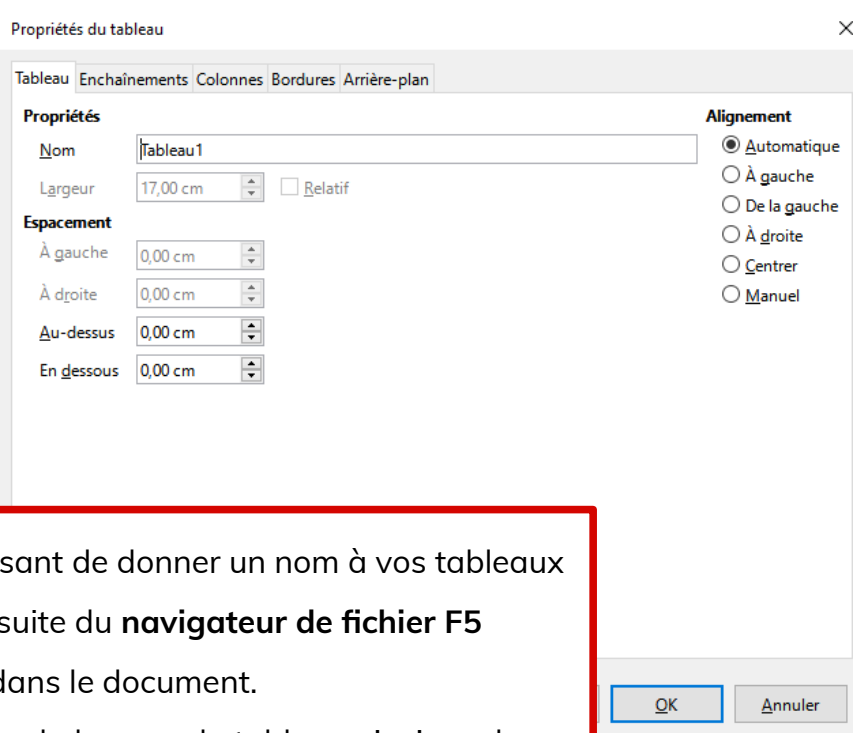 Propriétés du tableau
Tableau Enchaînements Colonnes Bordures Arrière-plan
Propriétés
Nom Tableau1
Largeur 17,00 cm Relatif
Espacement
À gauche 0,00 cm
À droite 0,00 cm
Au-dessus 0,00 cm
En dessous 0,00 cm
Alignement
Automatique
À gauche
De la gauche
À droite
Centrer
Manuel
sant de donner un nom à vos tableaux
suite du navigateur de fichier F5
dans le document.
OK Annuler